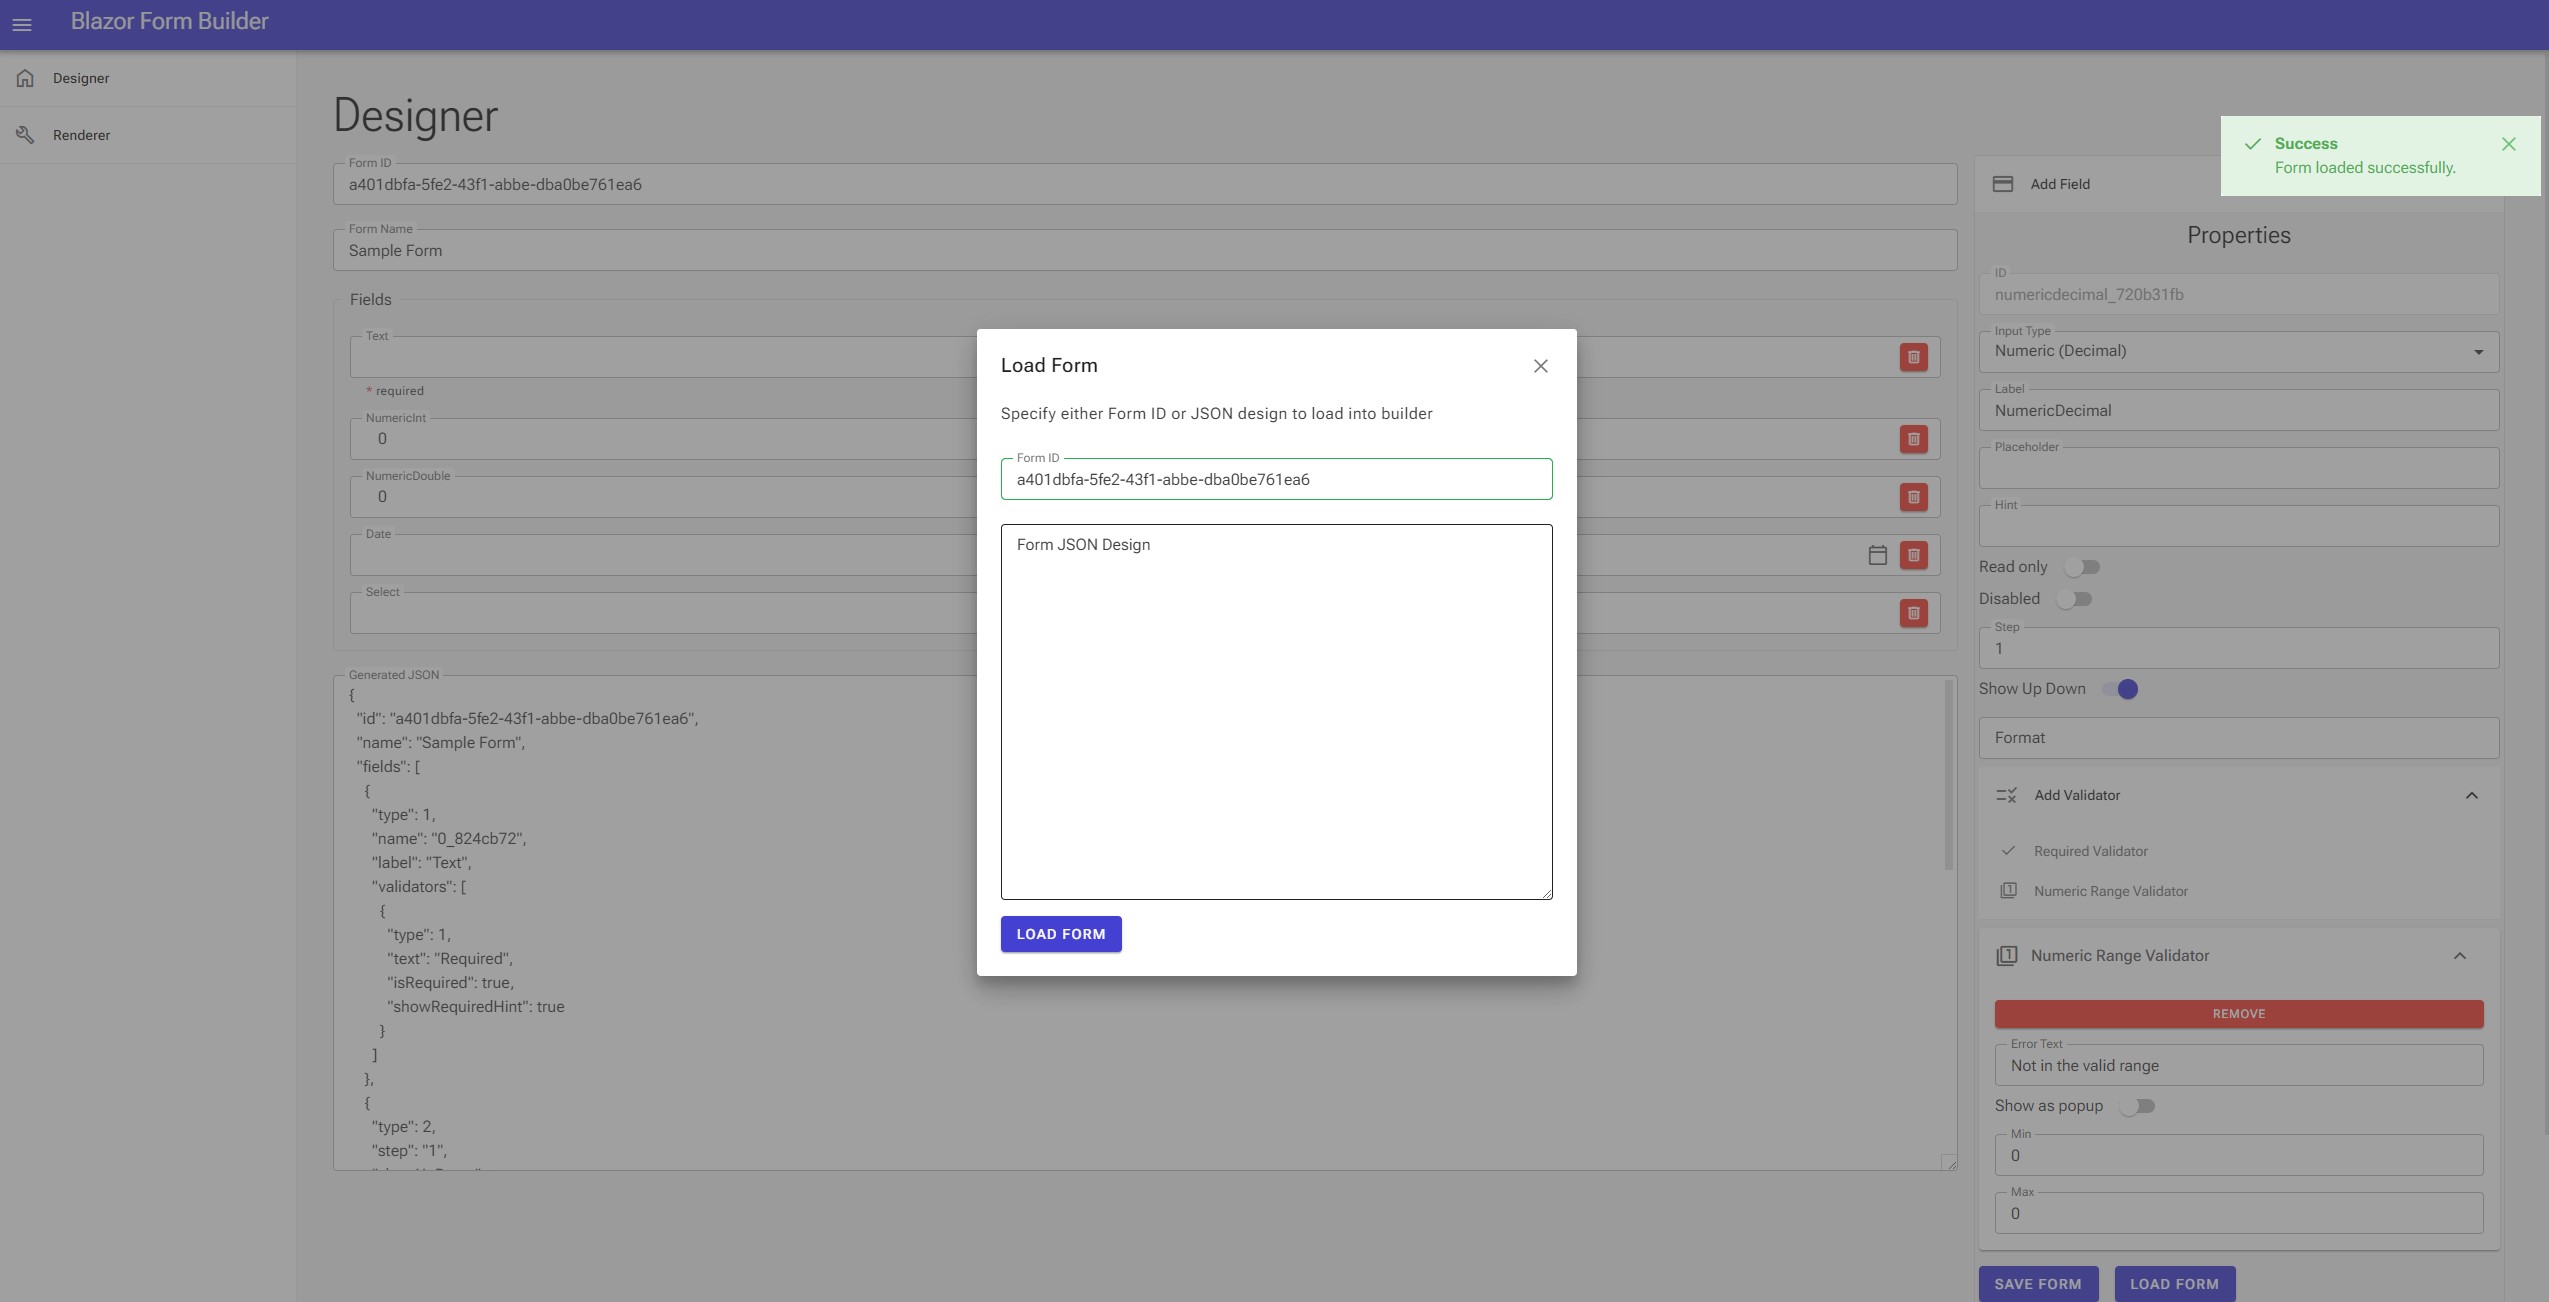 Blazor Form Builder
Designer
Renderer
Designer
Form ID
a401dbfa-5fe2-43f1-abbe-dba0be761ea6
Form Name
Sample Form
Fields
Text
* required
NumericInt
0
NumericDouble
0
Date
Select
Generated JSON
{
"id": "a401dbfa-5fe2-43f1-abbe-dba0be761ea6",
"name": "Sample Form",
"fields": [
{
"type": 1,
"name": "0_824cb72",
"label": "Text",
"validators": [
{
"type": 1,
"text": "Required",
"isRequired": true,
"showRequiredHint": true
}
]
},
{
"type": 2,
"step": "1",
Load Form
Specify either Form ID or JSON design to load into builder
Form ID
a401dbfa-5fe2-43f1-abbe-dba0be761ea6
Form JSON Design
LOAD FORM
Success
Form loaded successfully.
Add Field
Properties
ID
numericdecimal_720b31fb
Input Type
Numeric (Decimal)
Label
NumericDecimal
Placeholder
Hint
Read only
Disabled
Step
1
Show Up Down
Format
Add Validator
Required Validator
Numeric Range Validator
Numeric Range Validator
REMOVE
Error Text
Not in the valid range
Show as popup
Min
0
Max
0
SAVE FORM
LOAD FORM